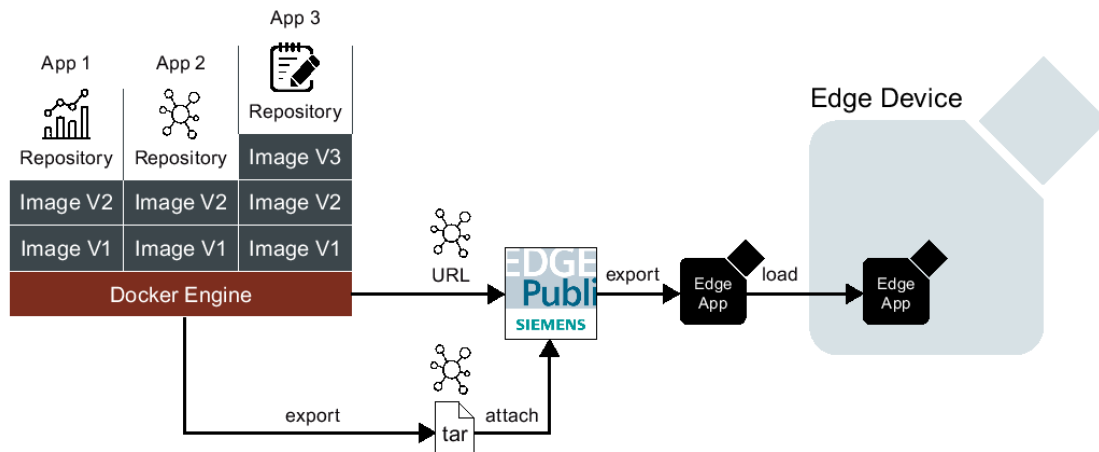 App 3
App 1
App 2
Repository
Edge Device
Repository
Repository
Image V3
Image V2
Image V2
Image V2
Image V1
Image V1
Image V1
Docker Engine
URL
EDGE
Publi
SIEMENS
export
Edge
App
load
Edge
App
export
tar
attach